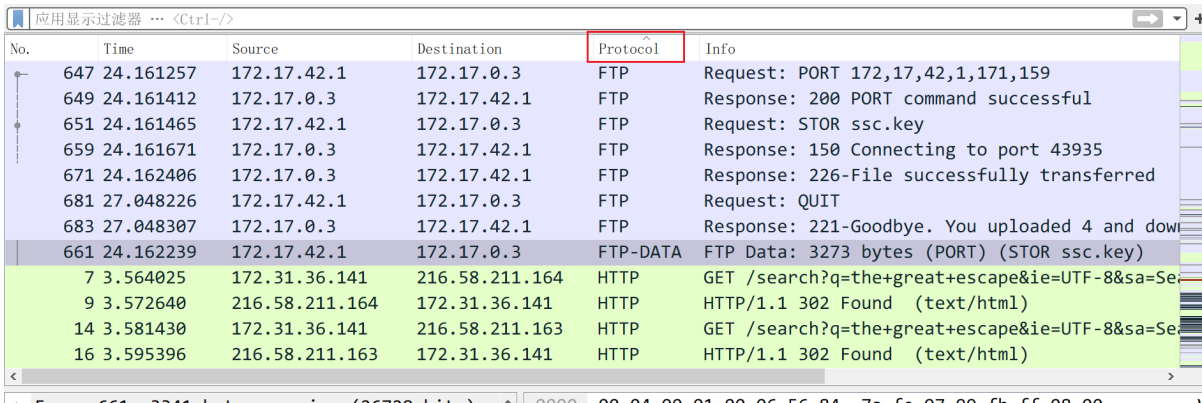 应用显示过滤器 … <Ctrl-/>
No. Time Source Destination Protocol Info
647 24.161257 172.17.42.1 172.17.0.3 FTP Request: PORT 172,17,42,1,171,159
649 24.161412 172.17.0.3 172.17.42.1 FTP Response: 200 PORT command successful
651 24.161465 172.17.42.1 172.17.0.3 FTP Request: STOR ssc.key
659 24.161671 172.17.0.3 172.17.42.1 FTP Response: 150 Connecting to port 43935
671 24.162406 172.17.0.3 172.17.42.1 FTP Response: 226-File successfully transferred
681 27.048226 172.17.42.1 172.17.0.3 FTP Request: QUIT
683 27.048307 172.17.0.3 172.17.42.1 FTP Response: 221-Goodbye. You uploaded 4 and dow
661 24.162239 172.17.42.1 172.17.0.3 FTP-DATA FTP Data: 3273 bytes (PORT) (STOR ssc.key)
7 3.564025 172.31.36.141 216.58.211.164 HTTP GET /search?q=the+great+escape&ie=UTF-8&sa=Sea
9 3.572640 216.58.211.164 172.31.36.141 HTTP HTTP/1.1 302 Found (text/html)
14 3.581430 172.31.36.141 216.58.211.163 HTTP GET /search?q=the+great+escape&ie=UTF-8&sa=Sea
16 3.595396 216.58.211.163 172.31.36.141 HTTP HTTP/1.1 302 Found (text/html)